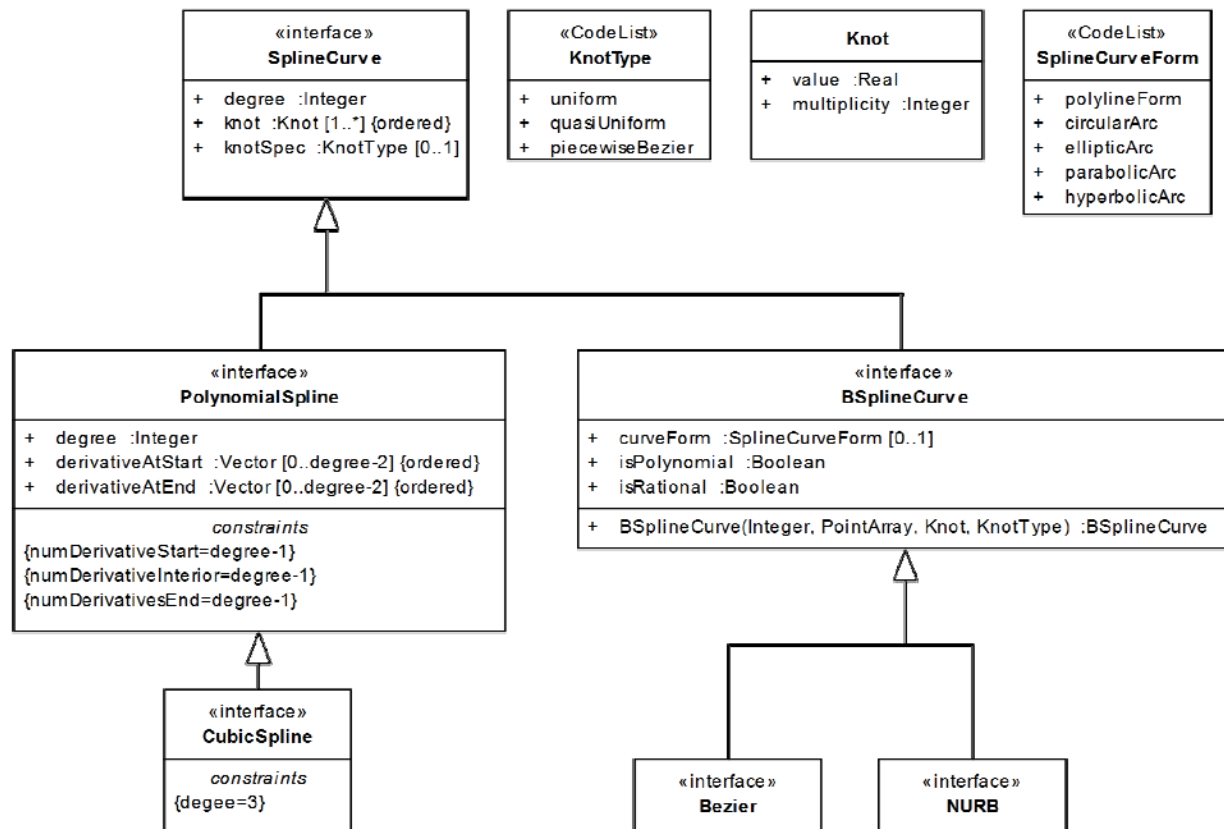 «interface»
SplineCurve
+ degree :Integer
+ knot :Knot [1..*] {ordered}
+ knotSpec :KnotType [0..1]
«CodeList»
KnotType
+ uniform
+ quasiUniform
+ piecewiseBezier
Knot
+ value :Real
+ multiplicity :Integer
«CodeList»
SplineCurveForm
+ polylineForm
+ circularArc
+ ellipticArc
+ parabolicArc
+ hyperbolicArc
«interface»
PolynomialSpline
+ degree :Integer
+ derivativeAtStart :Vector [0..degree-2] {ordered}
+ derivativeAtEnd :Vector [0..degree-2] {ordered}
constraints
{numDerivativeStart=degree-1}
{numDerivativeInterior=degree-1}
{numDerivativesEnd=degree-1}
«interface»
BSplineCurve
+ curveForm :SplineCurveForm [0..1]
+ isPolynomial :Boolean
+ isRational :Boolean
+ BSplineCurve(Integer, PointArray, Knot, KnotType) :BSplineCurve
«interface»
CubicSpline
constraints
{degee=3}
«interface»
Bezier
«interface»
NURB